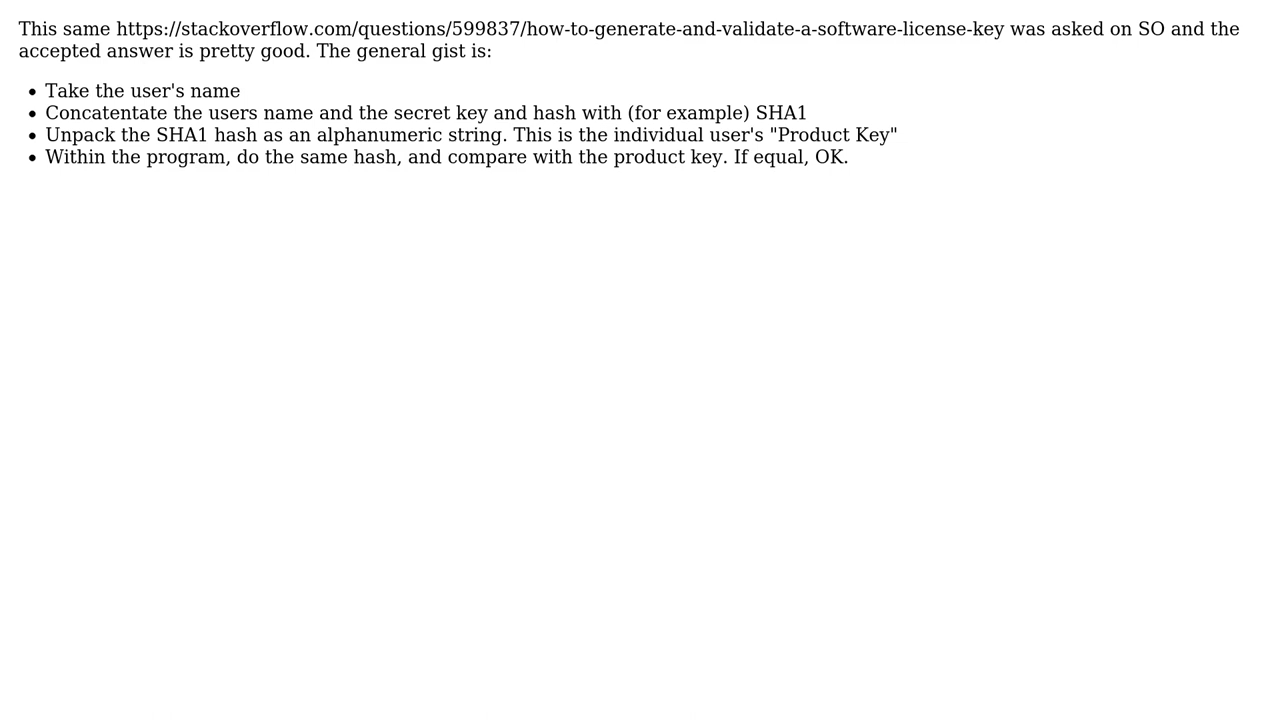 This same https://stackoverflow.com/questions/599837/how-to-generate-and-validate-a-software-license-key was asked on SO and the
accepted answer is pretty good. The general gist is:
• Take the user's name
• Concatentate the users name and the secret key and hash with (for example) SHA1
• Unpack the SHA1 hash as an alphanumeric string. This is the individual user's "Product Key"
• Within the program, do the same hash, and compare with the product key. If equal, OK.